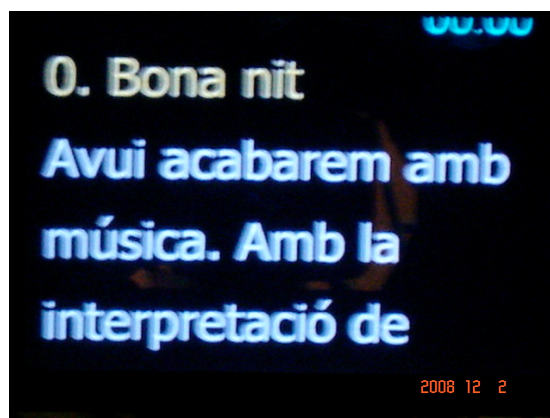 0. Bona nit
Avui acabarem amb
música. Amb la
interpretació de
2008 12 2